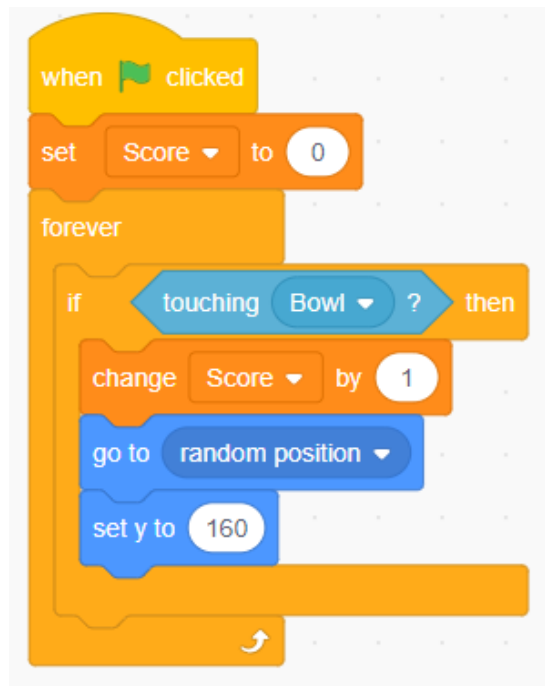 when clicked
set Score to 0
forever
if touching Bowl ? then
change Score by 1
go to random position
set y to 160